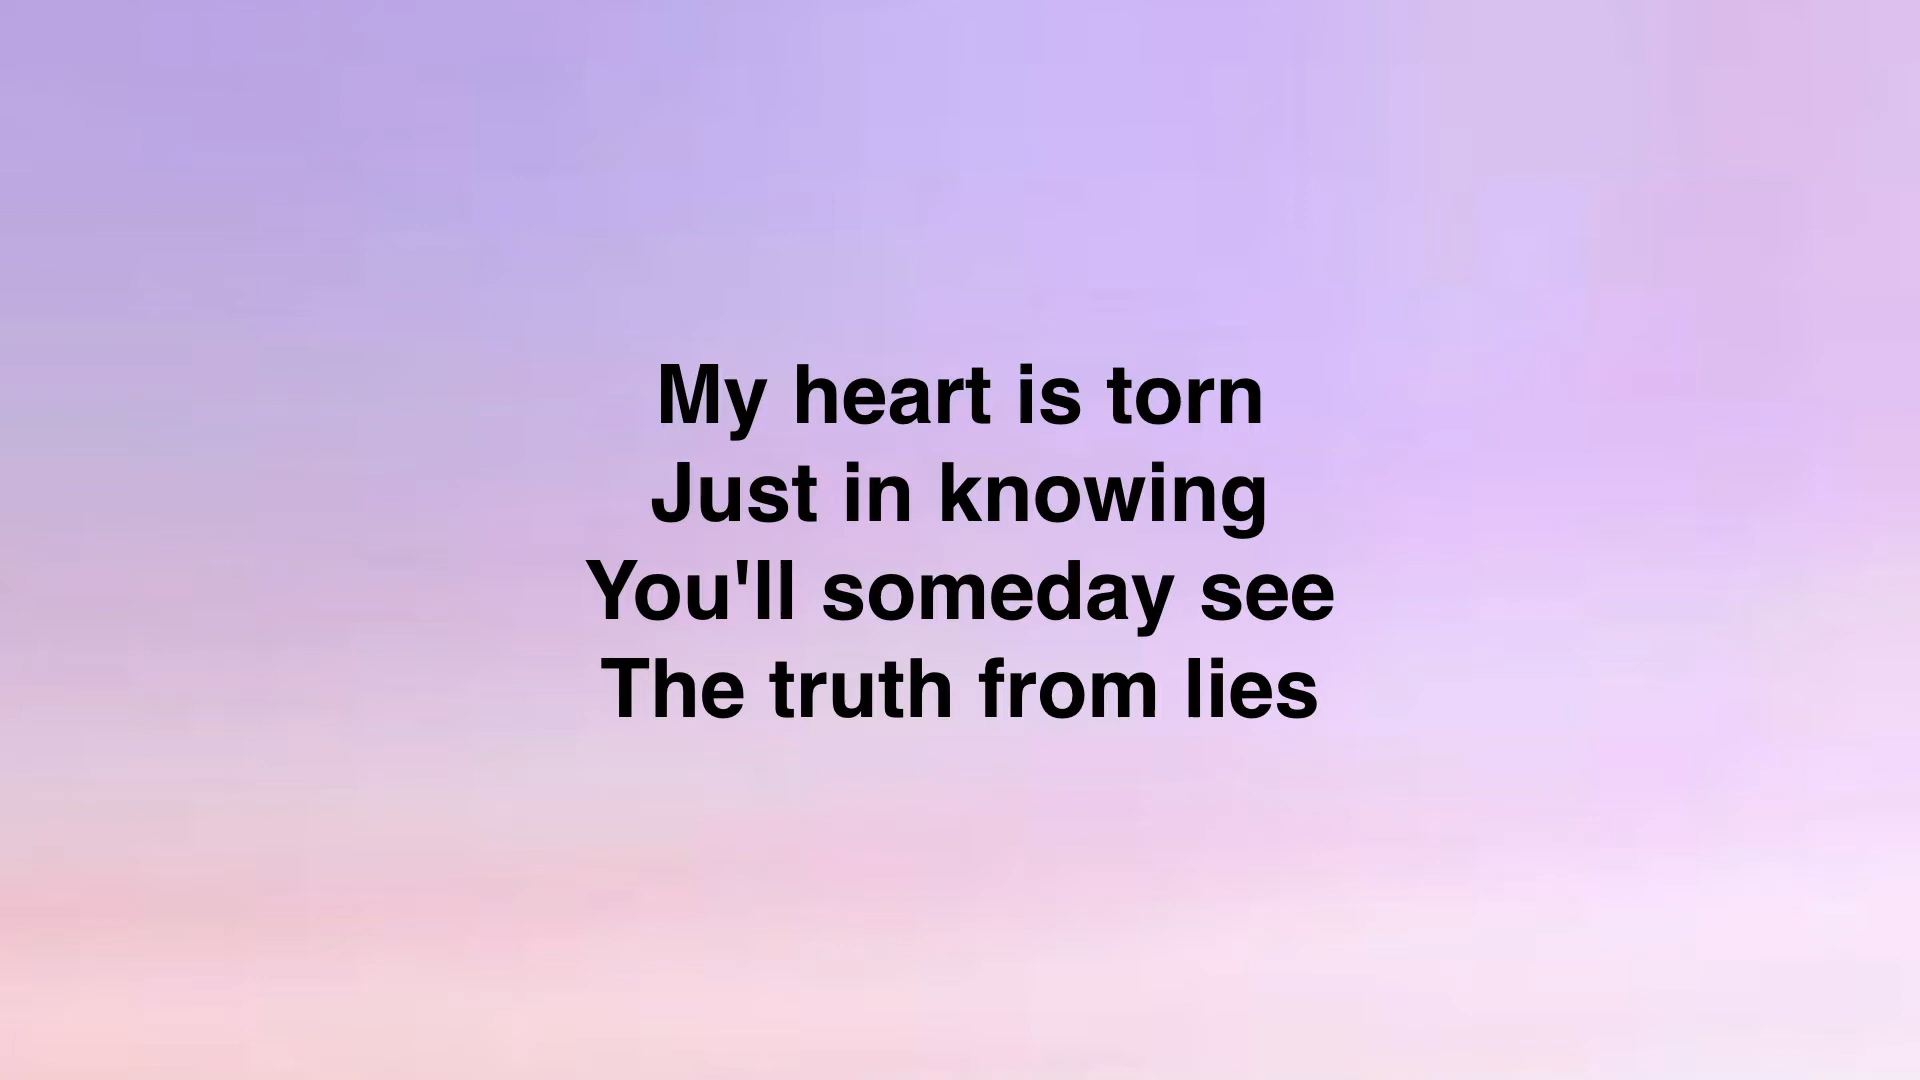 My heart is torn
Just in knowing
You'll someday see
The truth from lies